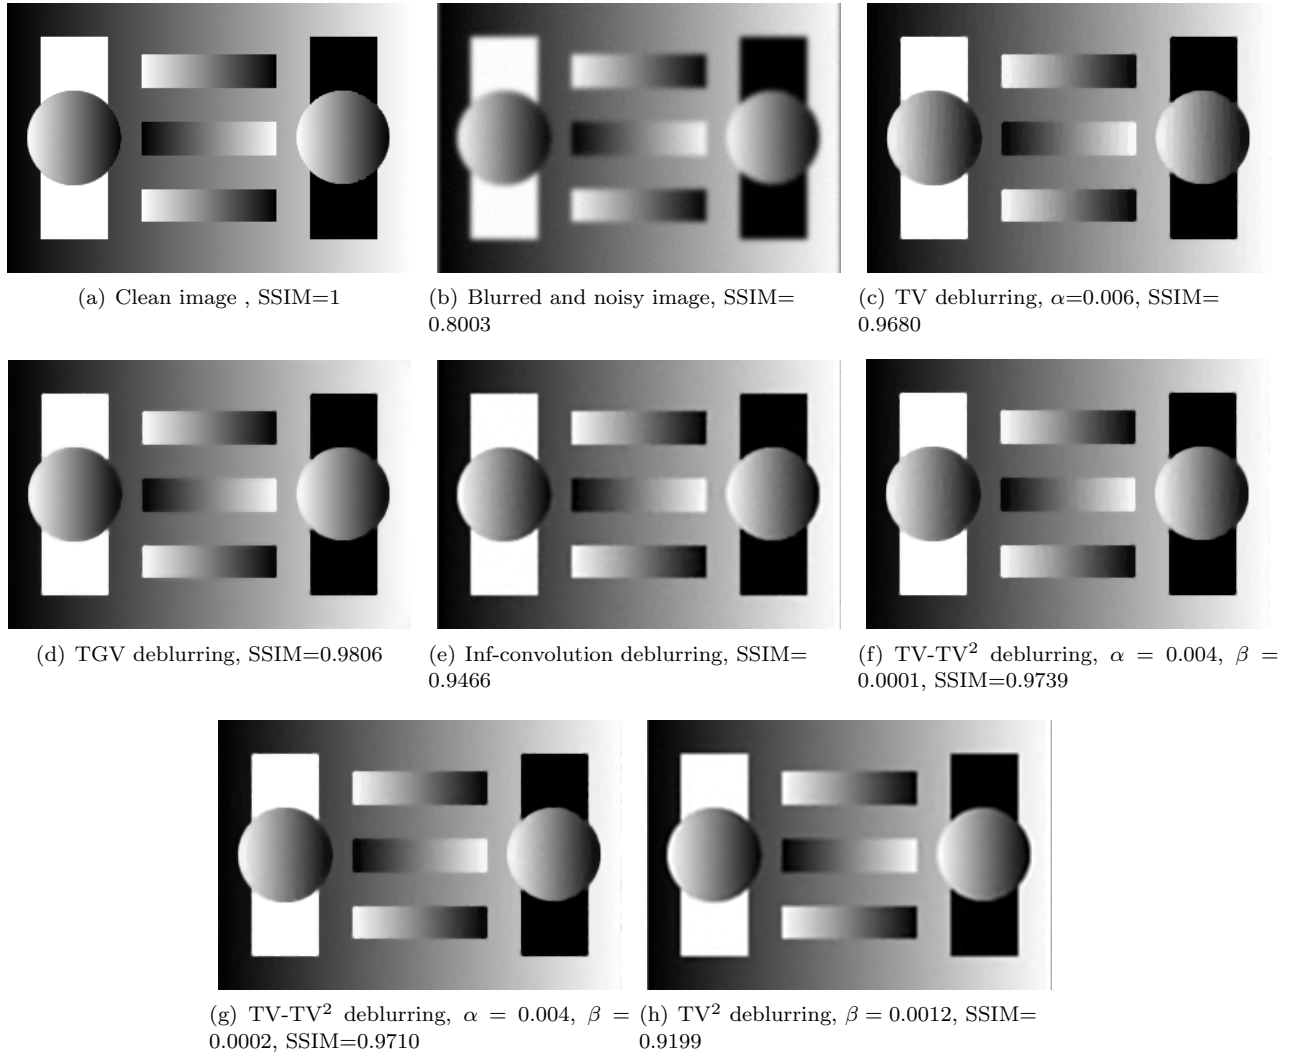 (a) Clean image , SSIM=1
(b) Blurred and noisy image, SSIM=
0.8003
(c) TV deblurring, α=0.006, SSIM=
0.9680
(d) TGV deblurring, SSIM=0.9806
(e) Inf-convolution deblurring, SSIM=
0.9466
(f) TV-TV² deblurring, α = 0.004, β =
0.0001, SSIM=0.9739
(g) TV-TV² deblurring, α = 0.004, β =
0.0002, SSIM=0.9710
(h) TV² deblurring, β = 0.0012, SSIM=
0.9199